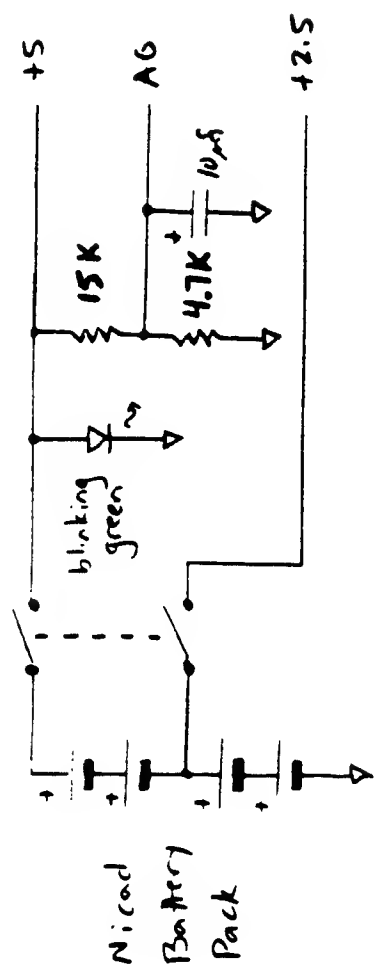 +5
AG
+2.5
15K
4.7K
+
10μf
blinking
green
+
+
+
+
Nicad
Battery
Pack